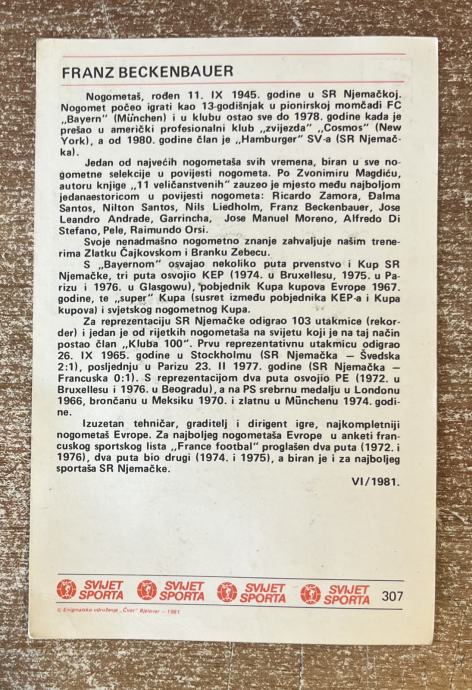 FRANZ BECKENBAUER
Nogometaš, rođen 11. IX 1945. godine u SR Njemačkoj.
Nogomet počeo igrati kao 13-godišnjak u pionirskoj momčadi FC
„Bayern" (München) i u klubu ostao sve do 1978. godine kada je
prešao u američki profesionalni klub „zvijezda" „Cosmos" (New
York), a od 1980. godine član je „Hamburger" SV-a (SR Njemač-
ka).
Jedan od najvećih nogometaša svih vremena, biran u sve no-
gometne selekcije u povijesti nogometa. Po Zvonimiru Magdiću,
autoru knjige „11 veličanstvenih" zauzeo je mjesto među najboljom
jedanaestoricom u povijesti nogometa: Ricardo Zamora, Đalma
Santos, Nilton Santos, Nils Liedholm, Franz Beckenbauer, Jose
Leandro Andrade, Garrincha, Jose Manuel Moreno, Alfredo Di
Stefano, Pele, Raimundo Orsi.
Svoje nenadmašno nogometno znanje zahvaljuje našim trene-
rima Zlatku Čajkovskom i Branku Zebecu.
S „Bayernom" osvajao nekoliko puta prvenstvo i Kup SR
Njemačke, tri puta osvojio KEP (1974. u Bruxellesu, 1975. u Pa-
rizu i 1976. u Glasgowu), pobjednik Kupa kupova Evrope 1967.
godine, te „super" Kupa (susret između pobjednika KEP-a i Kupa
kupova) i svjetskog nogometnog Kupa.
Za reprezentaciju SR Njemačke odigrao 103 utakmice (rekor-
der) i jedan je od rijetkih nogometaša na svijetu koji je na taj način
postao član „Kluba 100". Prvu reprezentativnu utakmicu odigrao
26. IX 1965. godine u Stockholmu (SR Njemačka — Švedska
2:1), posljednju u Parizu 23. II 1977. godine (SR Njemačka —
Francuska 0:1). S reprezentacijom dva puta osvojio PE (1972. u
Bruxellesu i 1976. u Beogradu), a na PS srebrnu medalju u Londonu
1966, brončanu u Meksiku 1970. i zlatnu u Münchenu 1974. godi-
ne.
Izuzetan tehničar, graditelj i dirigent igre, najkompletniji
nogometaš Evrope. Za najboljeg nogometaša Evrope u anketi fran-
cuskog sportskog lista „France footbal" proglašen dva puta (1972. i
1976), dva puta bio drugi (1974. i 1975), a biran je i za najboljeg
sportaša SR Njemačke.
VI/1981.
SVIJET SPORTA SVIJET SPORTA SVIJET SPORTA SVIJET SPORTA 307
© Enigmatsko udruženje „Čvor" Bjelovar — 1981